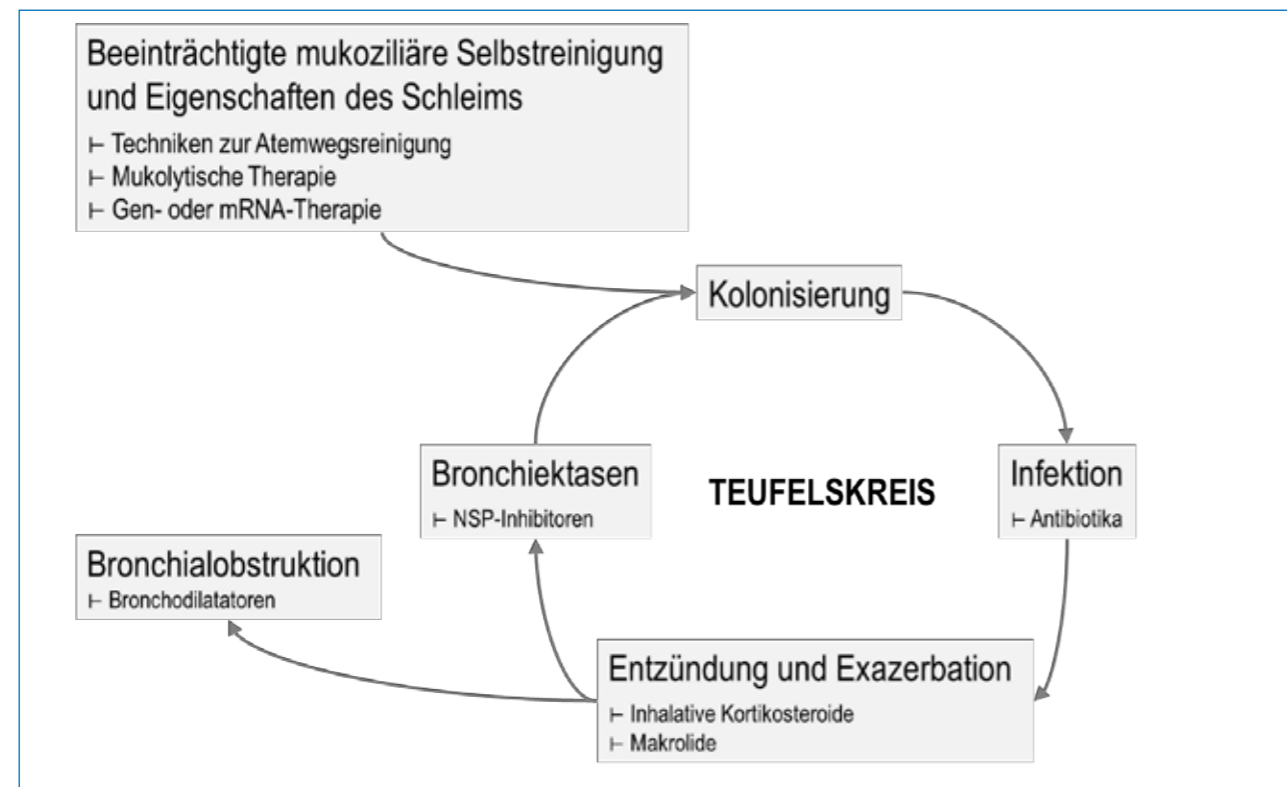 Beeinträchtigte mukoziliäre Selbstreinigung
und Eigenschaften des Schleims
⊢ Techniken zur Atemwegsreinigung
⊢ Mukolytische Therapie
⊢ Gen- oder mRNA-Therapie
Kolonisierung
Bronchiektasen
⊢ NSP-Inhibitoren
TEUFELSKREIS
Infektion
⊢ Antibiotika
Bronchialobstruktion
⊢ Bronchodilatatoren
Entzündung und Exazerbation
⊢ Inhalative Kortikosteroide
⊢ Makrolide